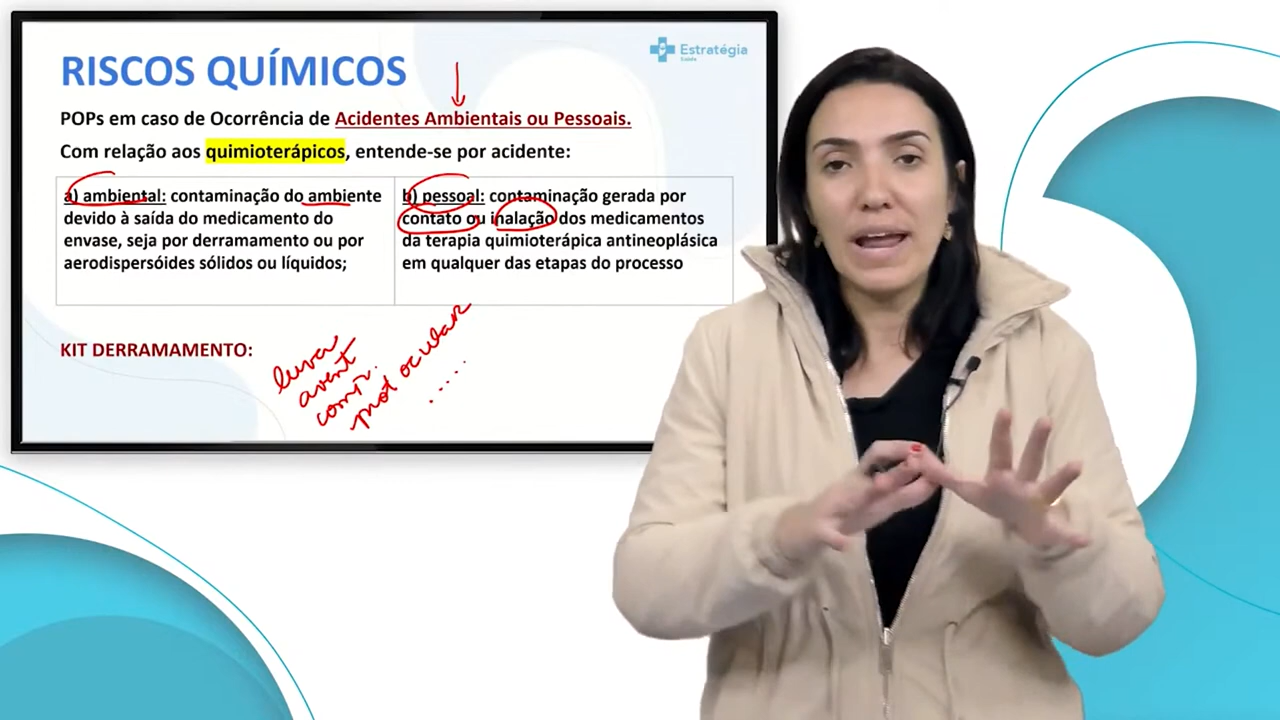 RISCOS QUÍMICOS
Estratégia
Saúde
POPs em caso de Ocorrência de Acidentes Ambientais ou Pessoais.
Com relação aos quimioterápicos, entende-se por acidente:
a) ambiental: contaminação do ambiente
devido à saída do medicamento do
envase, seja por derramamento ou por
aerodispersóides sólidos ou líquidos;
b) pessoal: contaminação gerada por
contato ou inalação dos medicamentos
da terapia quimioterápica antineoplásica
em qualquer das etapas do processo
KIT DERRAMAMENTO:
luva
avent
compr.
prot ocular
.....